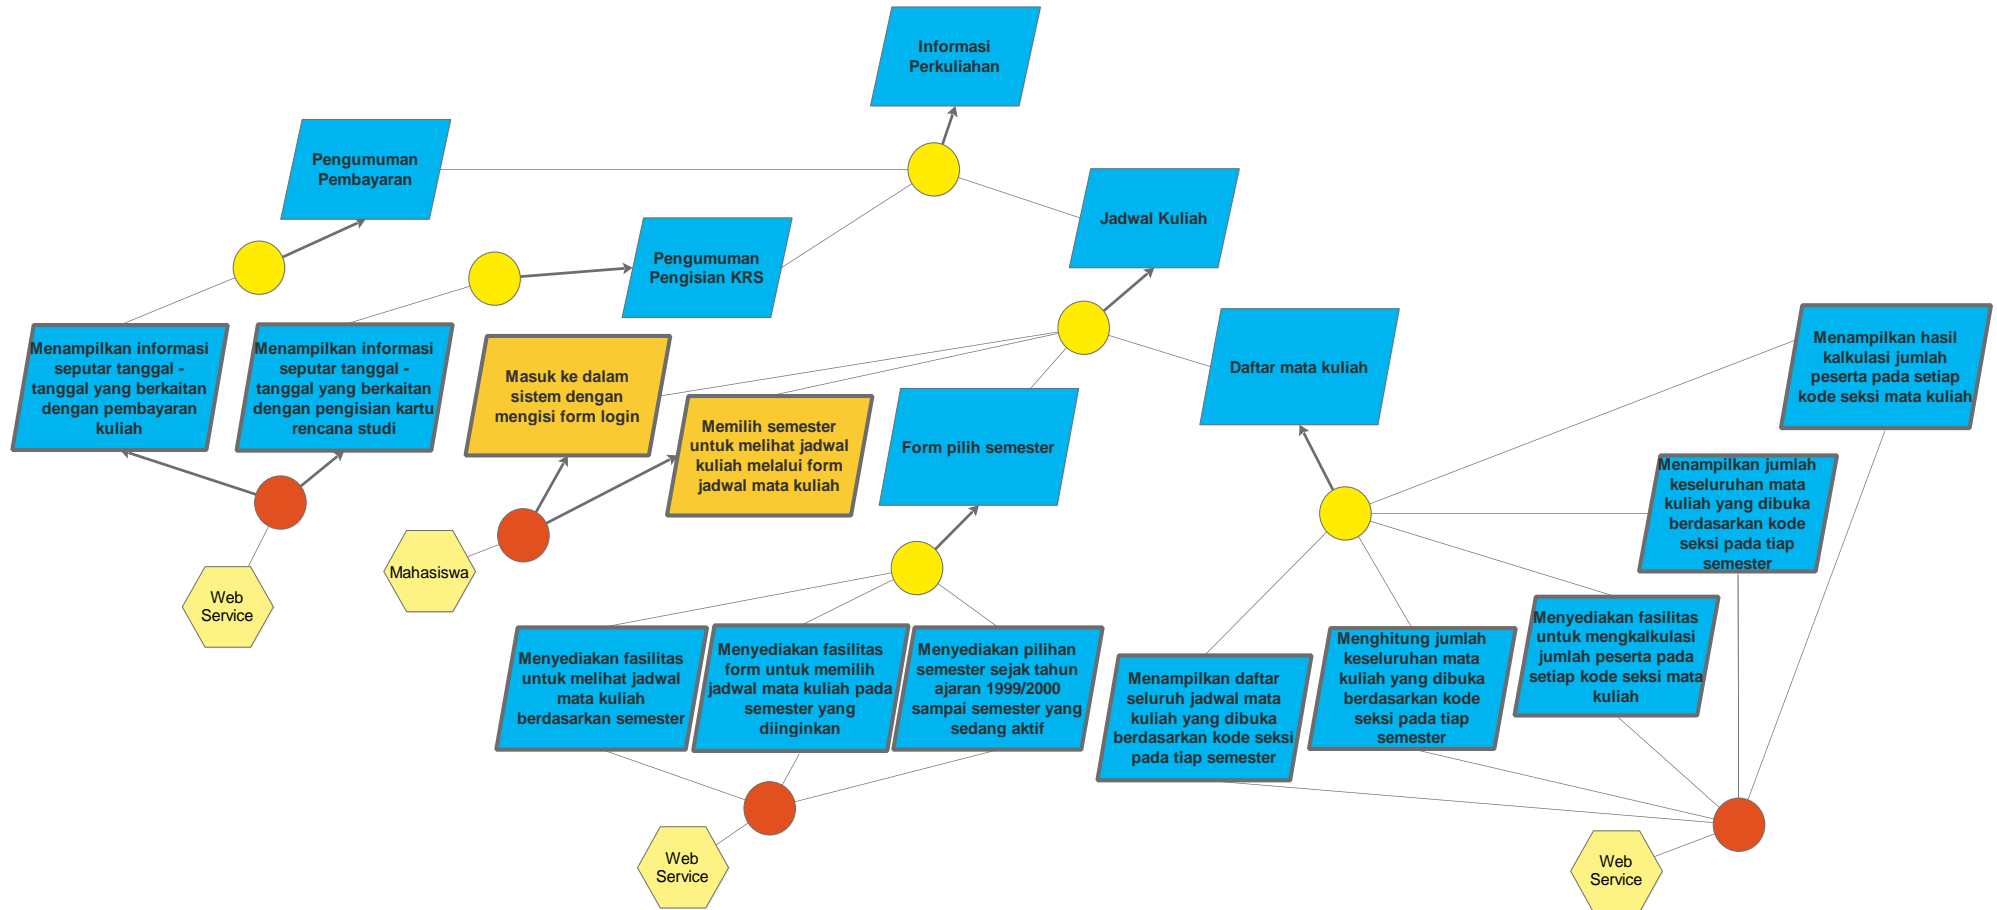 Informasi
Perkuliahan
Pengumuman
Pembayaran
Jadwal Kuliah
Pengumuman
Pengisian KRS
Menampilkan informasi
seputar tanggal -
tanggal yang berkaitan
dengan pembayaran
kuliah
Menampilkan informasi
seputar tanggal -
tanggal yang berkaitan
dengan pengisian kartu
rencana studi
Masuk ke dalam
sistem dengan
mengisi form login
Memilih semester
untuk melihat jadwal
kuliah melalui form
jadwal mata kuliah
Form pilih semester
Daftar mata kuliah
Menampilkan hasil
kalkulasi jumlah
peserta pada setiap
kode seksi mata kuliah
Menampilkan jumlah
keseluruhan mata
kuliah yang dibuka
berdasarkan kode
seksi pada tiap
semester
Web
Service
Mahasiswa
Menyediakan fasilitas
untuk melihat jadwal
mata kuliah
berdasarkan semester
Menyediakan fasilitas
form untuk memilih
jadwal mata kuliah pada
semester yang
diinginkan
Menyediakan pilihan
semester sejak tahun
ajaran 1999/2000
sampai semester yang
sedang aktif
Menampilkan daftar
seluruh jadwal mata
kuliah yang dibuka
berdasarkan kode seksi
pada tiap semester
Menghitung jumlah
keseluruhan mata
kuliah yang dibuka
berdasarkan kode
seksi pada tiap
semester
Menyediakan fasilitas
untuk mengkalkulasi
jumlah peserta pada
setiap kode seksi mata
kuliah
Web
Service
Web
Service